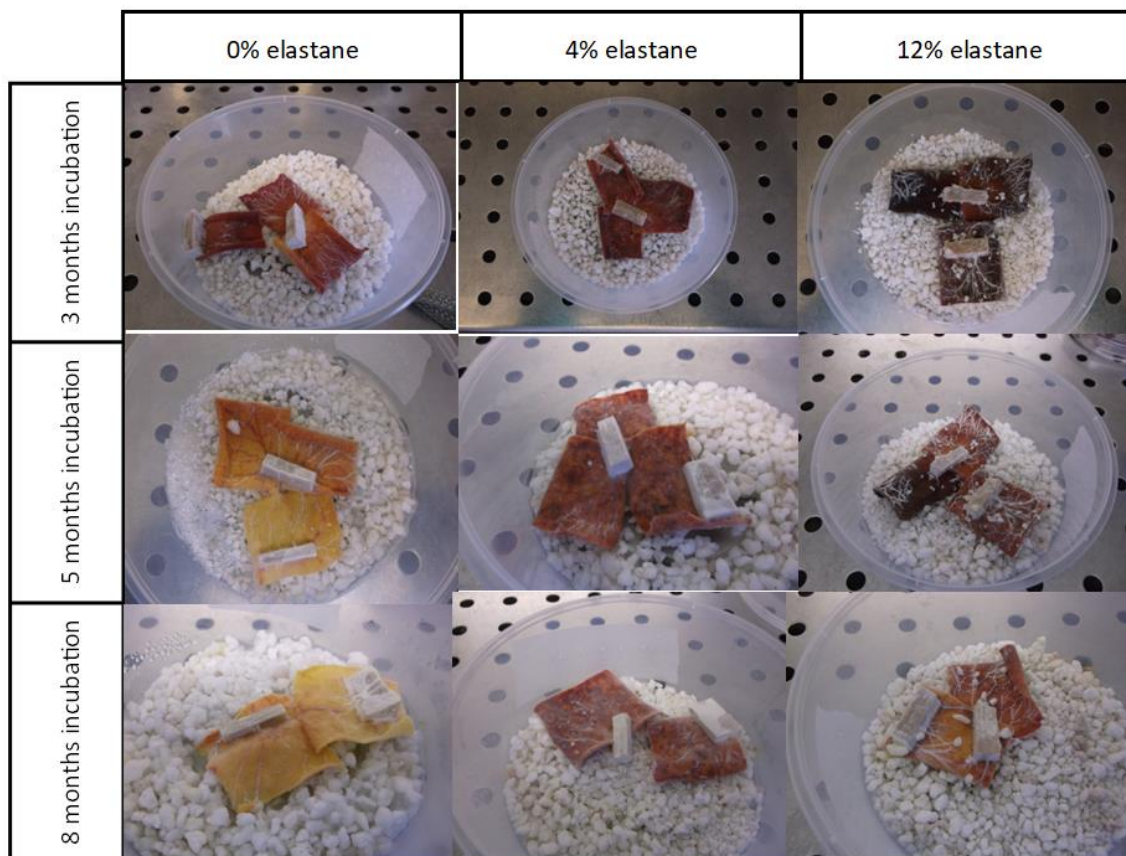 0% elastane
4% elastane
12% elastane
3 months incubation
5 months incubation
8 months incubation